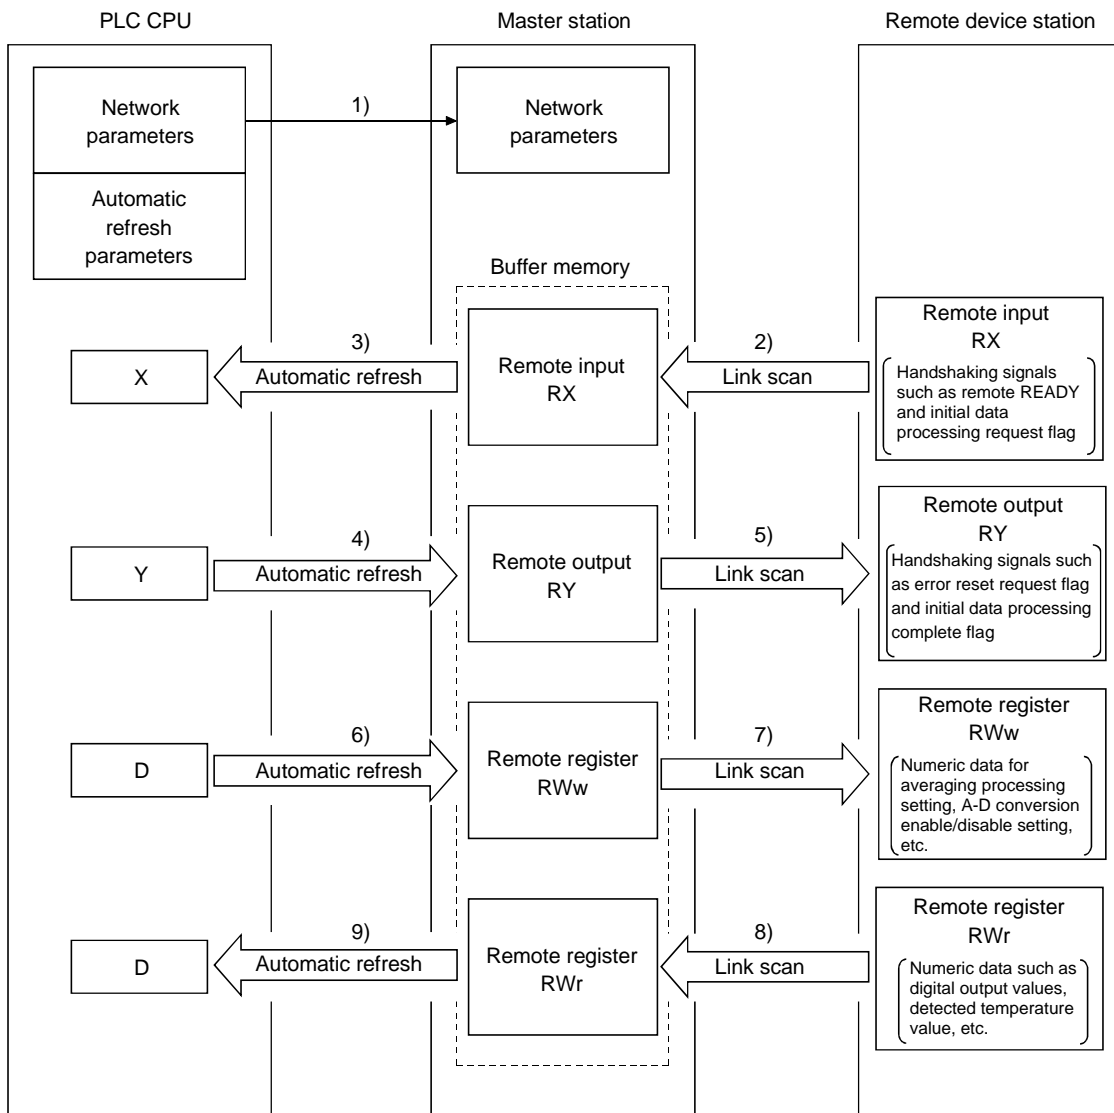 PLC CPU
Master station
Remote device station
Network
parameters
1)
Network
parameters
Automatic
refresh
parameters
Buffer memory
X
3)
Automatic refresh
Remote input
RX
2)
Link scan
Remote input
RX
Handshaking signals
such as remote READY
and initial data
processing request flag
Y
4)
Automatic refresh
Remote output
RY
5)
Link scan
Remote output
RY
Handshaking signals such
as error reset request flag
and initial data processing
complete flag
D
6)
Automatic refresh
Remote register
RWw
7)
Link scan
Remote register
RWw
Numeric data for
averaging processing
setting, A-D conversion
enable/disable setting,
etc.
D
9)
Automatic refresh
Remote register
RWr
8)
Link scan
Remote register
RWr
Numeric data such as
digital output values,
detected temperature
value, etc.